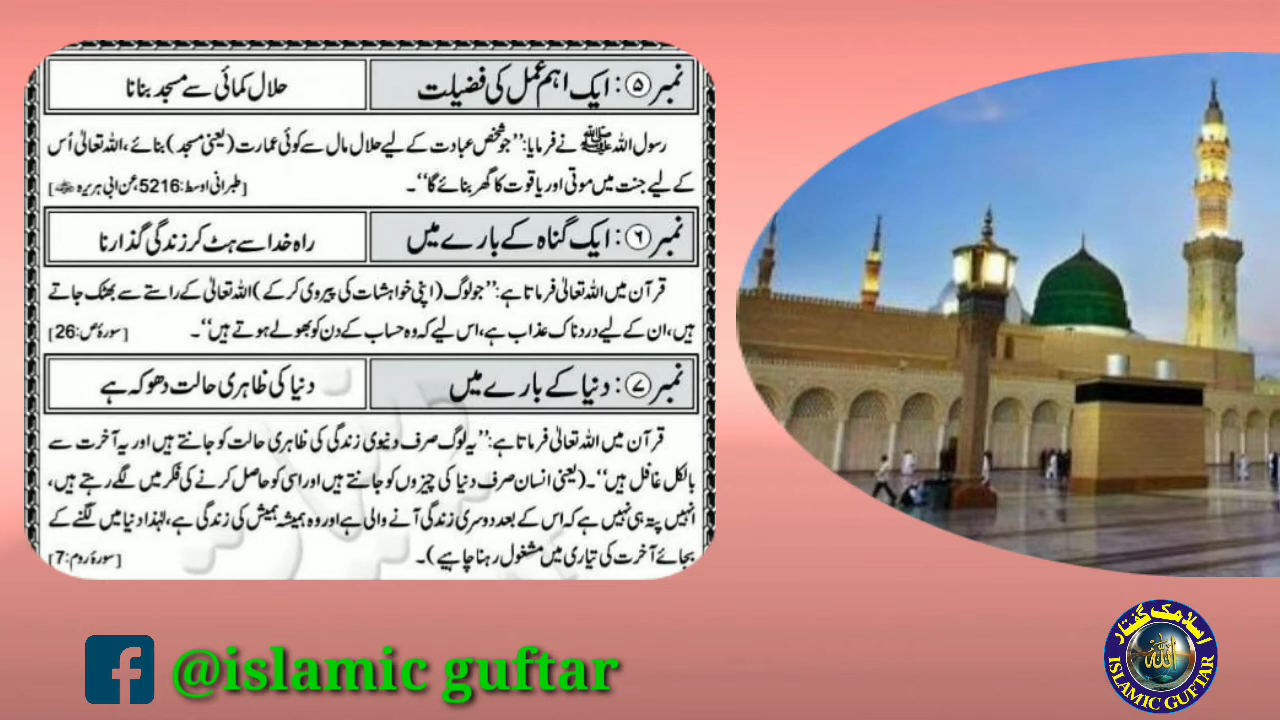 نمبر ۵ : ایک اہم عمل کی فضیلت    حلال کمائی سے مسجد بنانا
رسول اللہ ﷺ نے فرمایا: ’’جو شخص عبادت کے لیے حلال مال سے کوئی عمارت (یعنی مسجد) بنائے، اللہ تعالیٰ اُس
کے لیے جنت میں موتی اور یاقوت کا گھر بنائے گا‘‘۔ [طبرانی اوسط: 5216، عن ابی ہریرہ ؓ]
نمبر ۶ : ایک گناہ کے بارے میں    راہ خدا سے ہٹ کر زندگی گذارنا
قرآن میں اللہ تعالیٰ فرماتا ہے: ’’جو لوگ (اپنی خواہشات کی پیروی کر کے) اللہ تعالیٰ کے راستے سے بھٹک جاتے
ہیں، ان کے لیے دردناک عذاب ہے، اس لیے کہ وہ حساب کے دن کو بھولے ہوتے ہیں‘‘۔ [سورۂ ص: 26]
نمبر ۷ : دنیا کے بارے میں    دنیا کی ظاہری حالت دھوکہ ہے
قرآن میں اللہ تعالیٰ فرماتا ہے: ’’یہ لوگ صرف دنیوی زندگی کی ظاہری حالت کو جانتے ہیں اور یہ آخرت سے
بالکل غافل ہیں‘‘۔ (یعنی انسان صرف دنیا کی چیزوں کو جانتے ہیں اور اسی کو حاصل کرنے کی فکر میں لگے رہتے ہیں،
انہیں پتہ ہی نہیں ہے کہ اس کے بعد دوسری زندگی آنے والی ہے اور وہ ہمیشہ ہمیش کی زندگی ہے، لہٰذا دنیا میں لگنے کے
بجائے آخرت کی تیاری میں مشغول رہنا چاہیے)۔ [سورۂ روم: 7]
@islamic guftar
اسلامک گفتار
اللہ
ISLAMIC GUFTAR